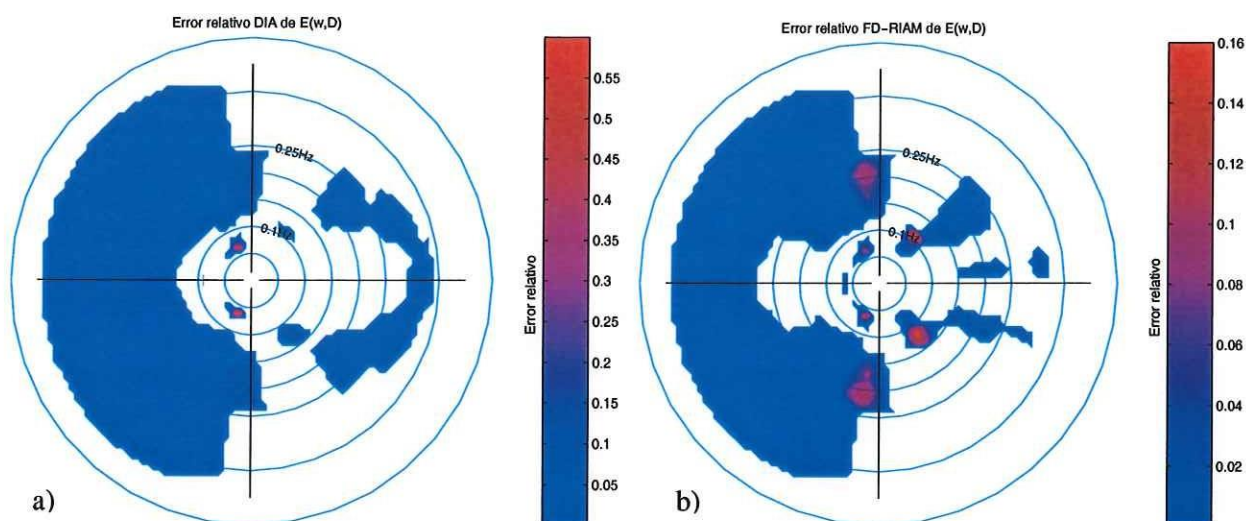 Error relativo DIA de E(w,D)
0.25Hz
0.1Hz
a)
Error relativo
0.55
0.5
0.45
0.4
0.35
0.3
0.25
0.2
0.15
0.1
0.05
Error relativo FD-RIAM de E(w,D)
0.25Hz
0.1Hz
b)
Error relativo
0.16
0.14
0.12
0.1
0.08
0.06
0.04
0.02